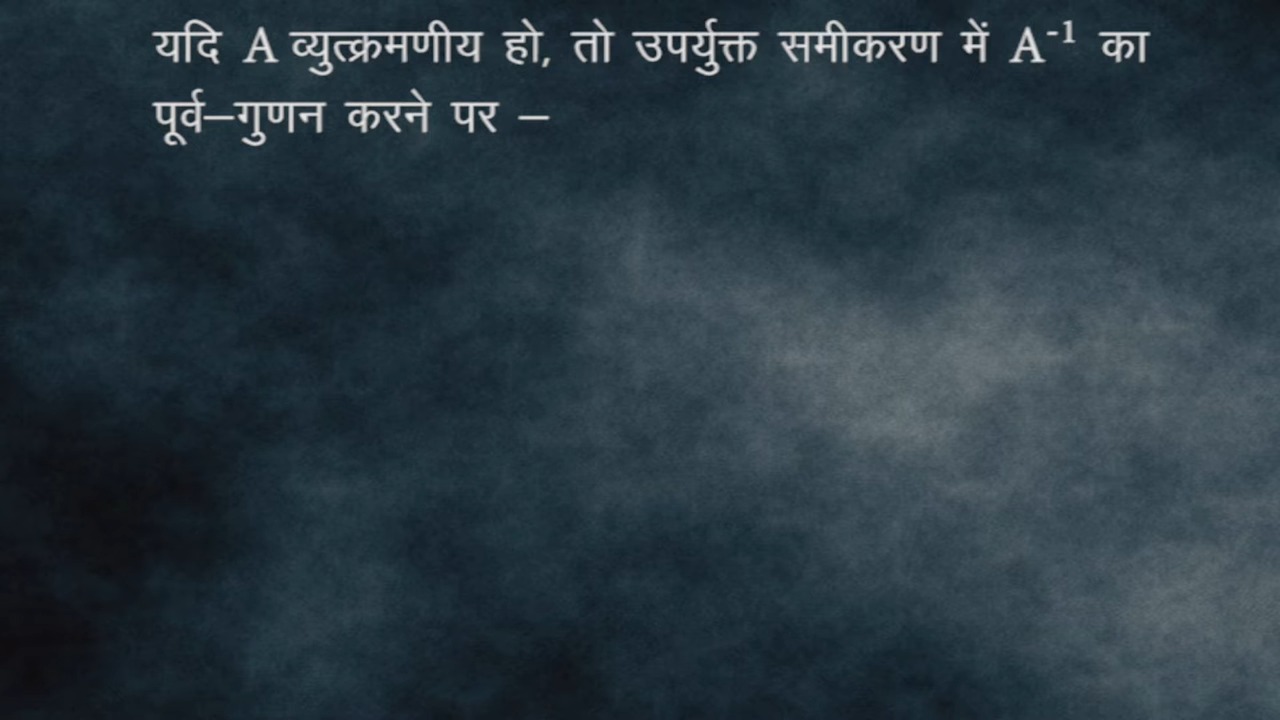 यदि A व्युत्क्रमणीय हो, तो उपर्युक्त समीकरण में A⁻¹ का
पूर्व–गुणन करने पर –